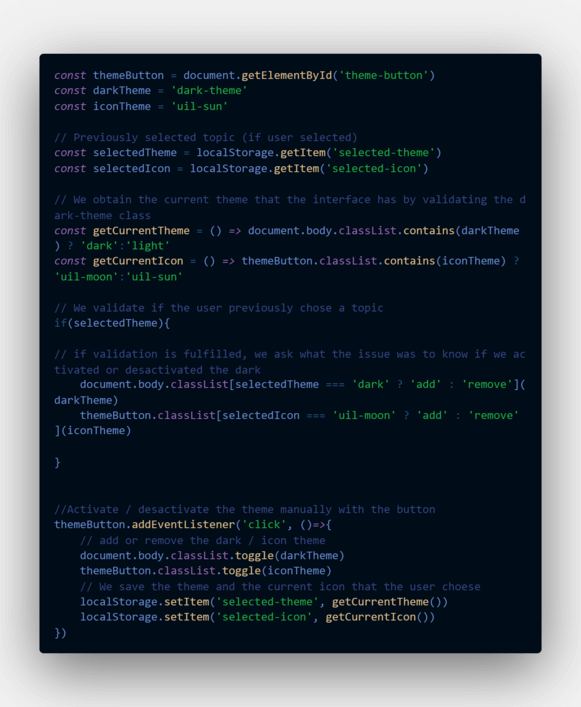 const themeButton = document.getElementById('theme-button')
const darkTheme = 'dark-theme'
const iconTheme = 'uil-sun'
// Previously selected topic (if user selected)
const selectedTheme = localStorage.getItem('selected-theme')
const selectedIcon = localStorage.getItem('selected-icon')
// We obtain the current theme that the interface has by validating the d
ark-theme class
const getCurrentTheme = () => document.body.classList.contains(darkTheme
) ? 'dark':'light'
const getCurrentIcon = () => themeButton.classList.contains(iconTheme) ?
'uil-moon':'uil-sun'
// We validate if the user previously chose a topic
if(selectedTheme){
// if validation is fulfilled, we ask what the issue was to know if we ac
tivated or desactivated the dark
    document.body.classList[selectedTheme === 'dark' ? 'add' : 'remove'](
darkTheme)
    themeButton.classList[selectedIcon === 'uil-moon' ? 'add' : 'remove'
](iconTheme)
}
//Activate / desactivate the theme manually with the button
themeButton.addEventListener('click', ()=>{
    // add or remove the dark / icon theme
    document.body.classList.toggle(darkTheme)
    themeButton.classList.toggle(iconTheme)
    // We save the theme and the current icon that the user choese
    localStorage.setItem('selected-theme', getCurrentTheme())
    localStorage.setItem('selected-icon', getCurrentIcon())
})